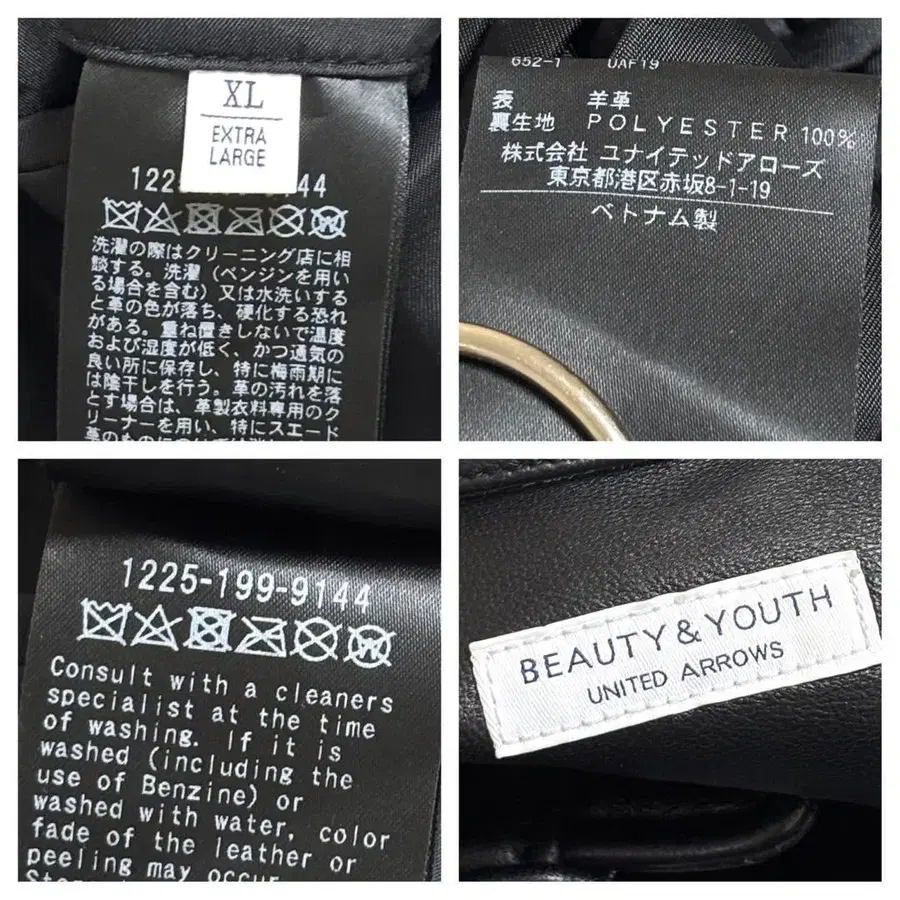 XL
EXTRA
LARGE
洗濯の際はクリーニング店に相
談する。洗濯(ベンジンを用い
る場合を含む)又は水洗いする
と革の色が落ち、硬化する恐れ
がある。重ね置きしないで温度
および湿度が低く、かつ通気の
良い所に保存し、特に梅雨期に
は陰干しを行う。革の汚れを落
とす場合は、革製衣料専用のク
リーナーを用い、特にスエード
652-1 UAF19
表 羊革
裏生地 POLYESTER 100%
株式会社 ユナイテッドアローズ
東京都港区赤坂8-1-19
ベトナム製
1225-199-9144
Consult with a cleaners
specialist at the time
of washing. If it is
washed (including the
use of Benzine) or
washed with water, color
fade of the leather or
peeling may occur.
BEAUTY & YOUTH
UNITED ARROWS